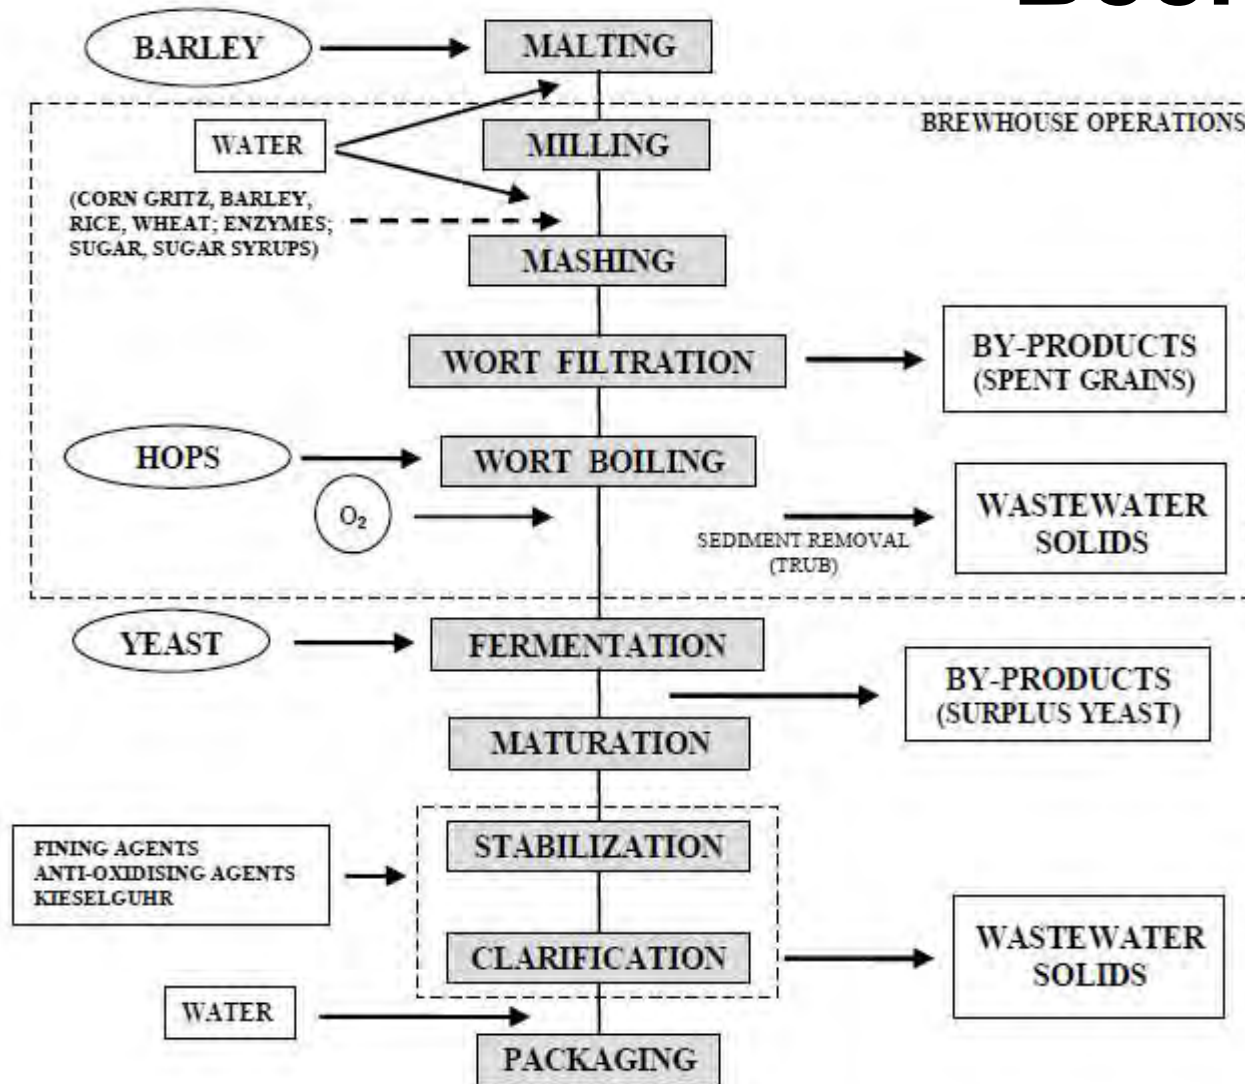 BARLEY
MALTING
BREWHOUSE OPERATIONS
WATER
MILLING
(CORN GRITZ, BARLEY,
RICE, WHEAT; ENZYMES;
SUGAR, SUGAR SYRUPS)
MASHING
WORT FILTRATION
BY-PRODUCTS
(SPENT GRAINS)
HOPS
WORT BOILING
O₂
SEDIMENT REMOVAL
(TRUB)
WASTEWATER
SOLIDS
YEAST
FERMENTATION
BY-PRODUCTS
(SURPLUS YEAST)
MATURATION
FINING AGENTS
ANTI-OXIDISING AGENTS
KIESELGUHR
STABILIZATION
CLARIFICATION
WASTEWATER
SOLIDS
WATER
PACKAGING